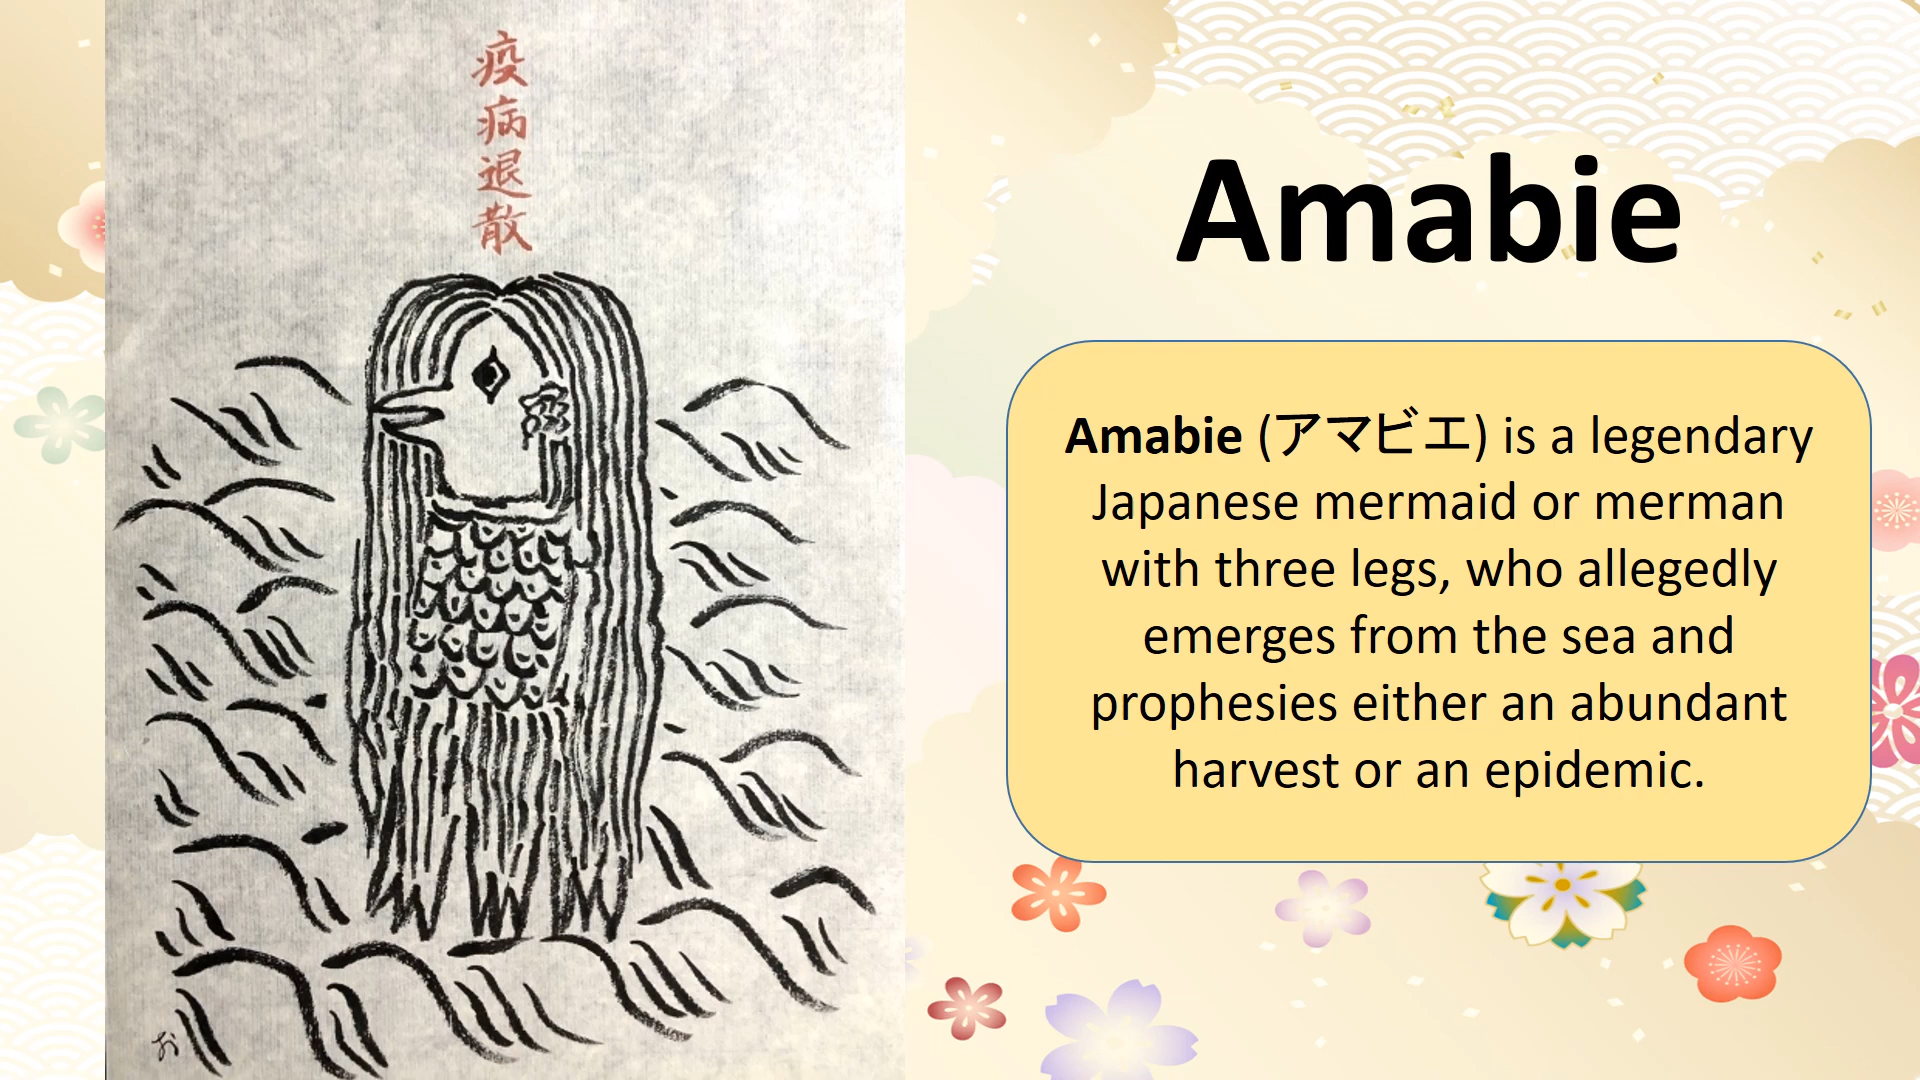 疫病退散
お
Amabie
Amabie (アマビエ) is a legendary
Japanese mermaid or merman
with three legs, who allegedly
emerges from the sea and
prophesies either an abundant
harvest or an epidemic.